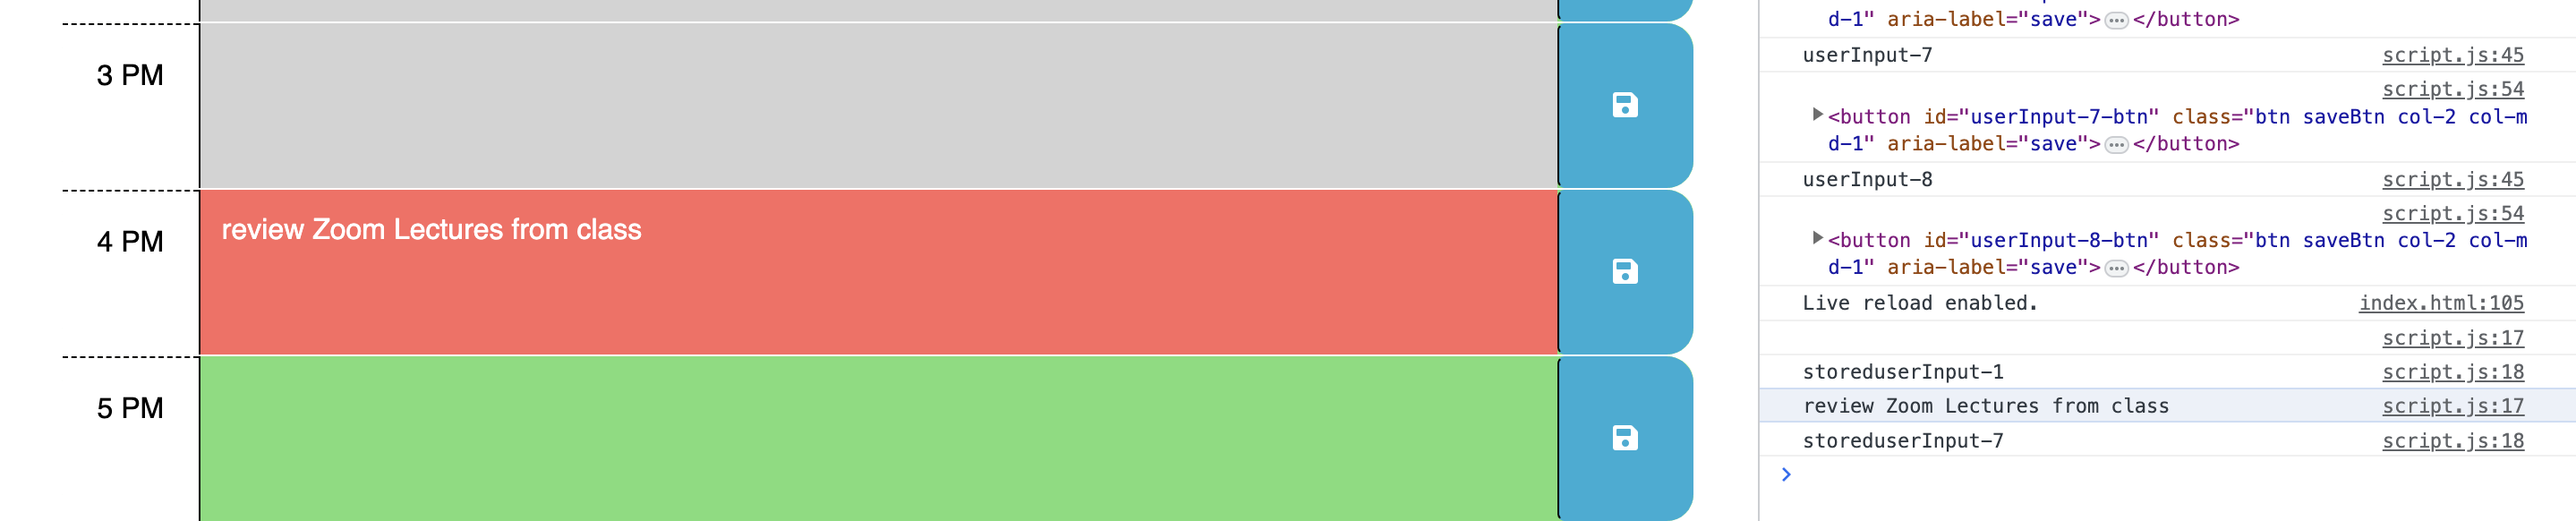 3 PM
4 PM
review Zoom Lectures from class
5 PM
d-1" aria-label="save">…</button>
userInput-7 script.js:45
script.js:54
<button id="userInput-7-btn" class="btn saveBtn col-2 col-m
d-1" aria-label="save">…</button>
userInput-8 script.js:45
script.js:54
<button id="userInput-8-btn" class="btn saveBtn col-2 col-m
d-1" aria-label="save">…</button>
Live reload enabled. index.html:105
script.js:17
storeduserInput-1 script.js:18
review Zoom Lectures from class script.js:17
storeduserInput-7 script.js:18